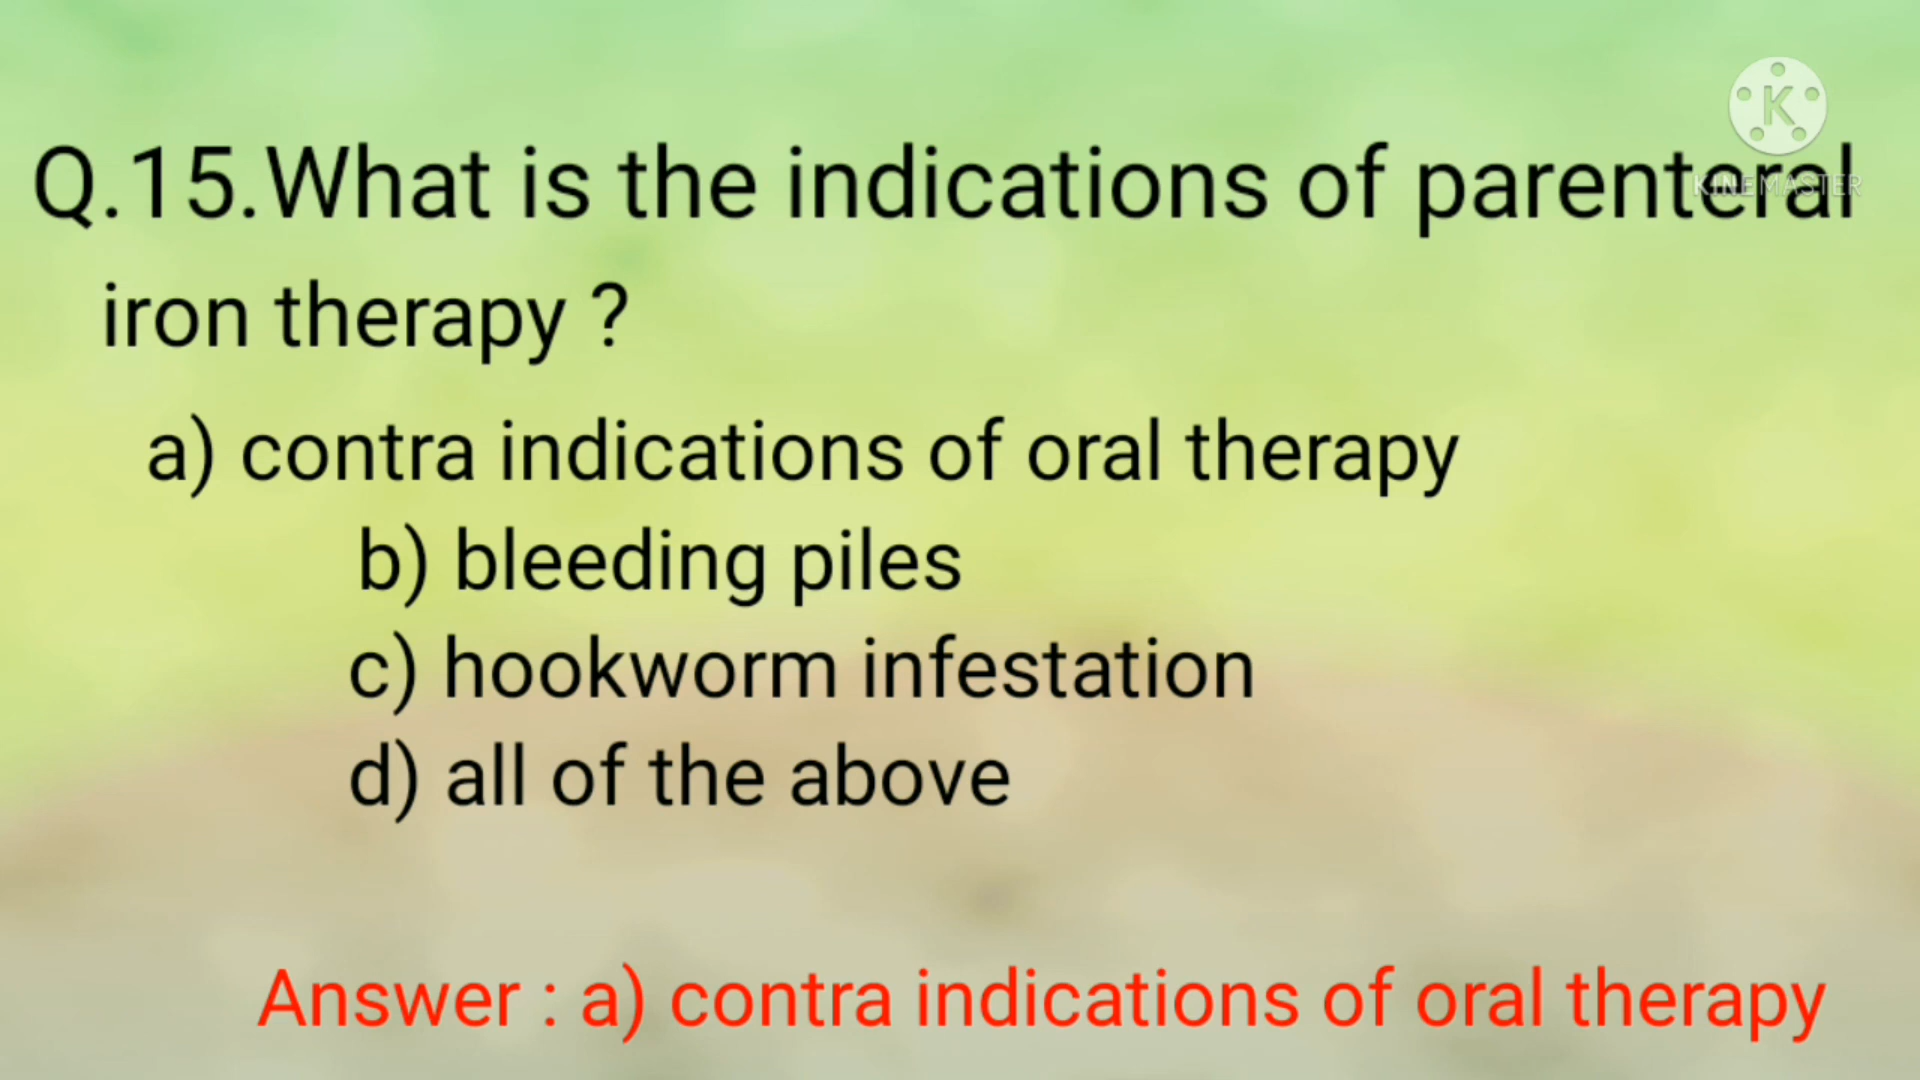 K
KINEMASTER
Q.15.What is the indications of parenteral
iron therapy ?
a) contra indications of oral therapy
b) bleeding piles
c) hookworm infestation
d) all of the above
Answer : a) contra indications of oral therapy